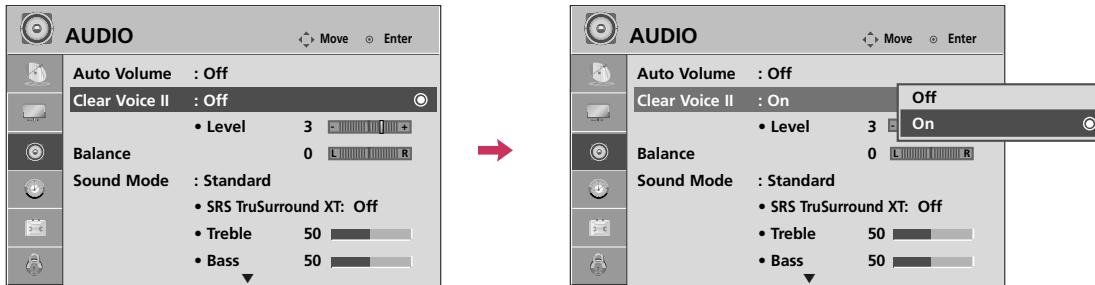 AUDIO Move Enter
Auto Volume : Off
Clear Voice II : Off
• Level 3 - +
Balance 0 L R
Sound Mode : Standard
• SRS TruSurround XT: Off
• Treble 50
• Bass 50
AUDIO Move Enter
Auto Volume : Off
Clear Voice II : On
• Level 3 -
Balance 0 L R
Sound Mode : Standard
• SRS TruSurround XT: Off
• Treble 50
• Bass 50
Off
On